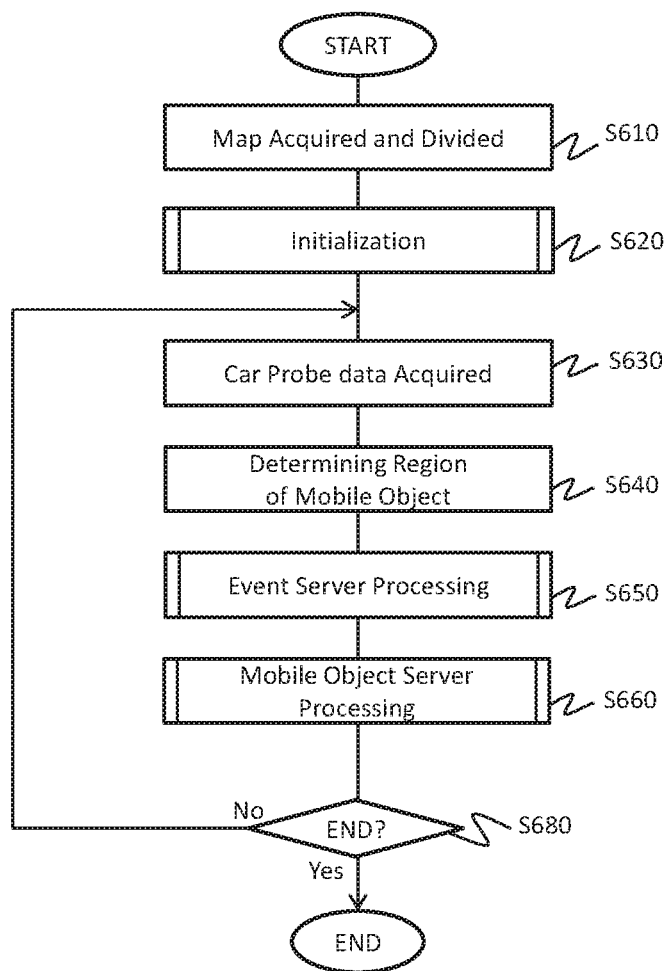 START
Map Acquired and Divided
S610
Initialization
S620
Car Probe data Acquired
S630
Determining Region
of Mobile Object
S640
Event Server Processing
S650
Mobile Object Server
Processing
S660
No
END?
S680
Yes
END